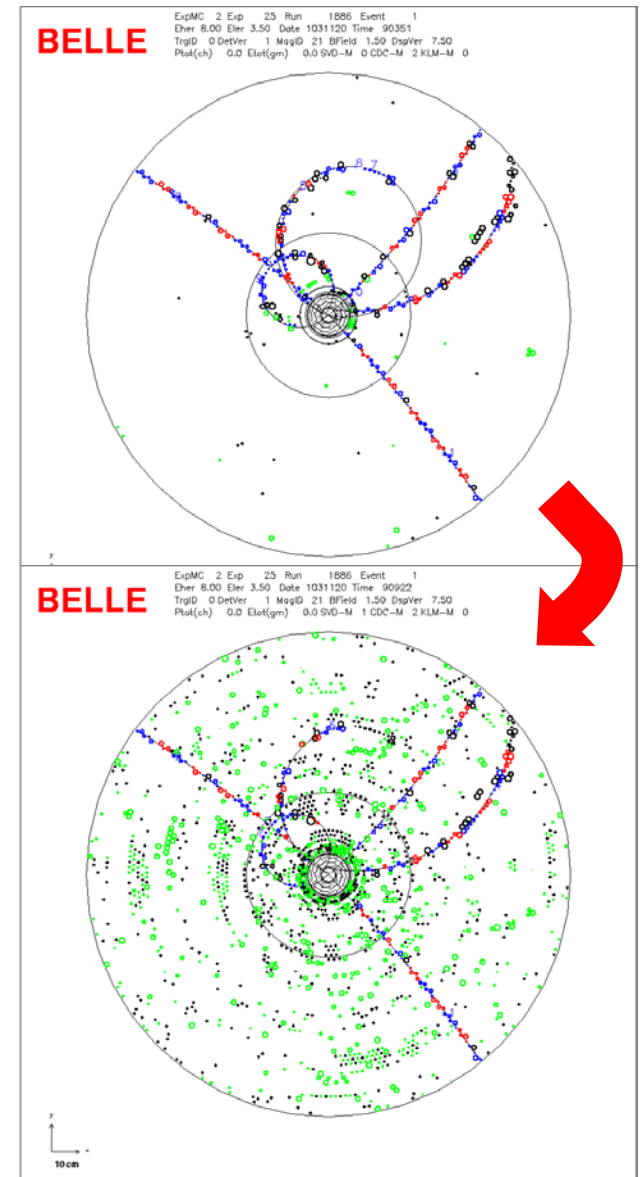 BELLE
ExpMC 2 Exp 25 Run 1886 Event 1
Eher 8.00 Eler 3.50 Date 1031120 Time 90351
TrgID 0 DetVer 1 MagID 21 BField 1.50 DspVer 7.50
Ptot(ch) 0.0 Etot(gm) 0.0 SVD-M 0 CDC-M 2 KLM-M 0
y
BELLE
ExpMC 2 Exp 25 Run 1886 Event 1
Eher 8.00 Eler 3.50 Date 1031120 Time 90922
TrgID 0 DetVer 1 MagID 21 BField 1.50 DspVer 7.50
Ptot(ch) 0.0 Etot(gm) 0.0 SVD-M 1 CDC-M 2 KLM-M 0
y
x
10 cm